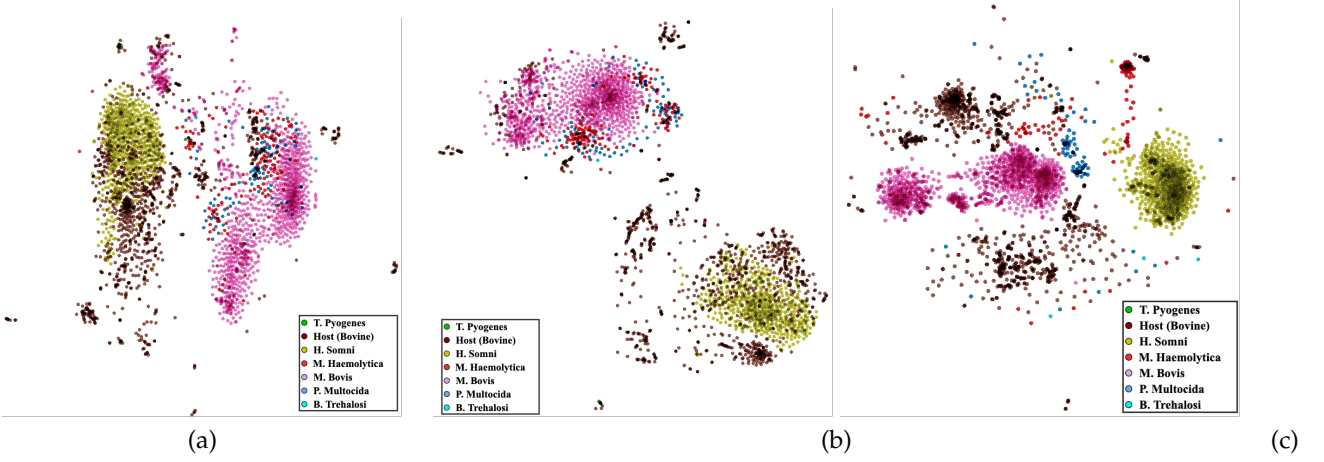 T. Pyogenes
Host (Bovine)
H. Somni
M. Haemolytica
M. Bovis
P. Multocida
B. Trehalosi
T. Pyogenes
Host (Bovine)
H. Somni
M. Haemolytica
M. Bovis
P. Multocida
B. Trehalosi
T. Pyogenes
Host (Bovine)
H. Somni
M. Haemolytica
M. Bovis
P. Multocida
B. Trehalosi
(a)
(b)
(c)